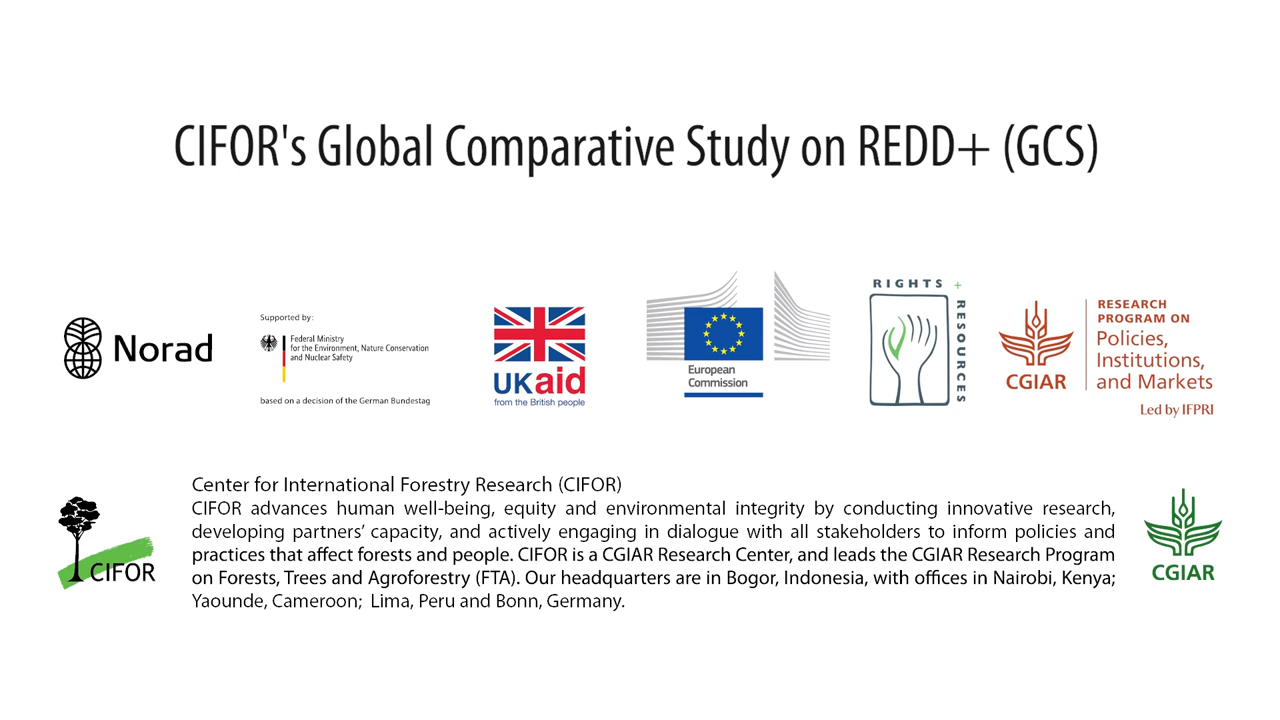 CIFOR's Global Comparative Study on REDD+ (GCS)
Norad
Supported by:
Federal Ministry
for the Environment, Nature Conservation
and Nuclear Safety
based on a decision of the German Bundestag
UKaid
from the British people
European
Commission
RIGHTS + RESOURCES
CGIAR
RESEARCH
PROGRAM ON
Policies,
Institutions,
and Markets
Led by IFPRI
CIFOR
Center for International Forestry Research (CIFOR)
CIFOR advances human well-being, equity and environmental integrity by conducting innovative research,
developing partners’ capacity, and actively engaging in dialogue with all stakeholders to inform policies and
practices that affect forests and people. CIFOR is a CGIAR Research Center, and leads the CGIAR Research Program
on Forests, Trees and Agroforestry (FTA). Our headquarters are in Bogor, Indonesia, with offices in Nairobi, Kenya;
Yaounde, Cameroon; Lima, Peru and Bonn, Germany.
CGIAR